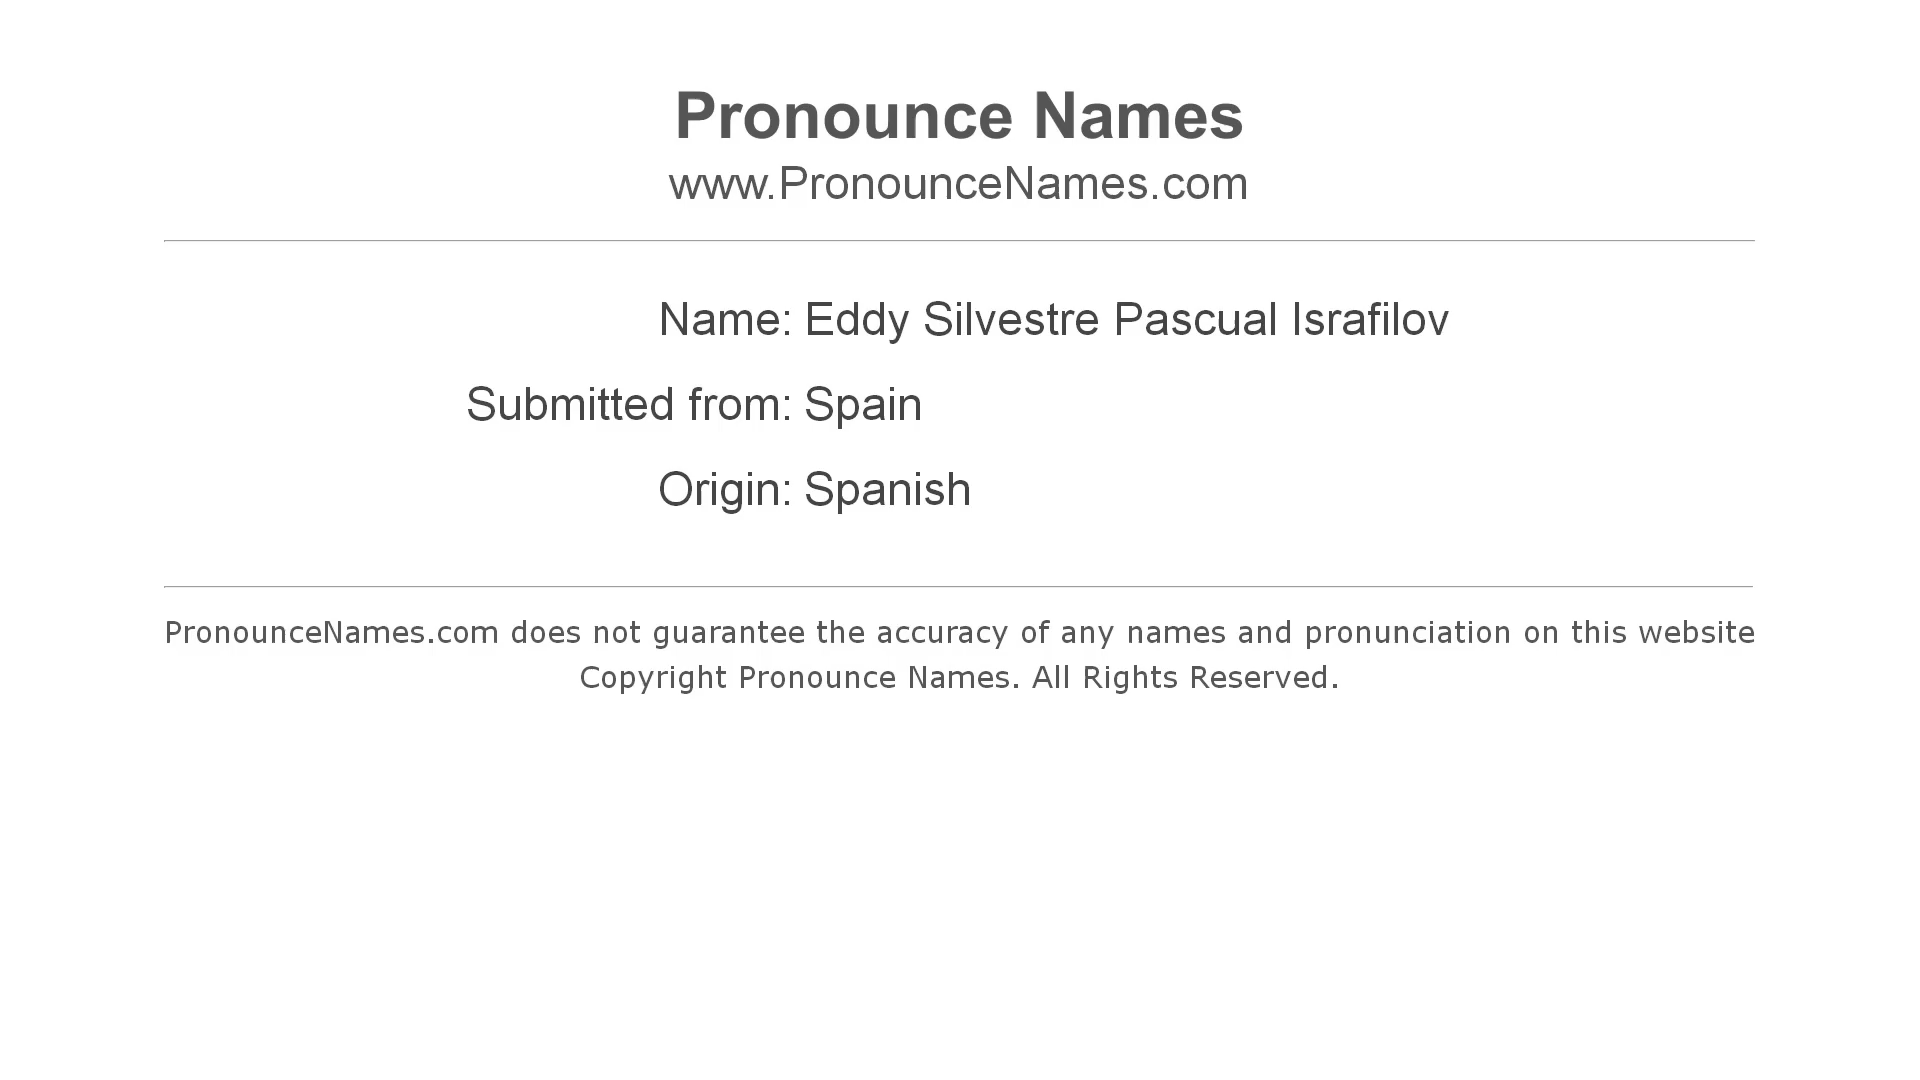 Pronounce Names
www.PronounceNames.com
Name: Eddy Silvestre Pascual Israfilov
Submitted from: Spain
Origin: Spanish
PronounceNames.com does not guarantee the accuracy of any names and pronunciation on this website
Copyright Pronounce Names. All Rights Reserved.